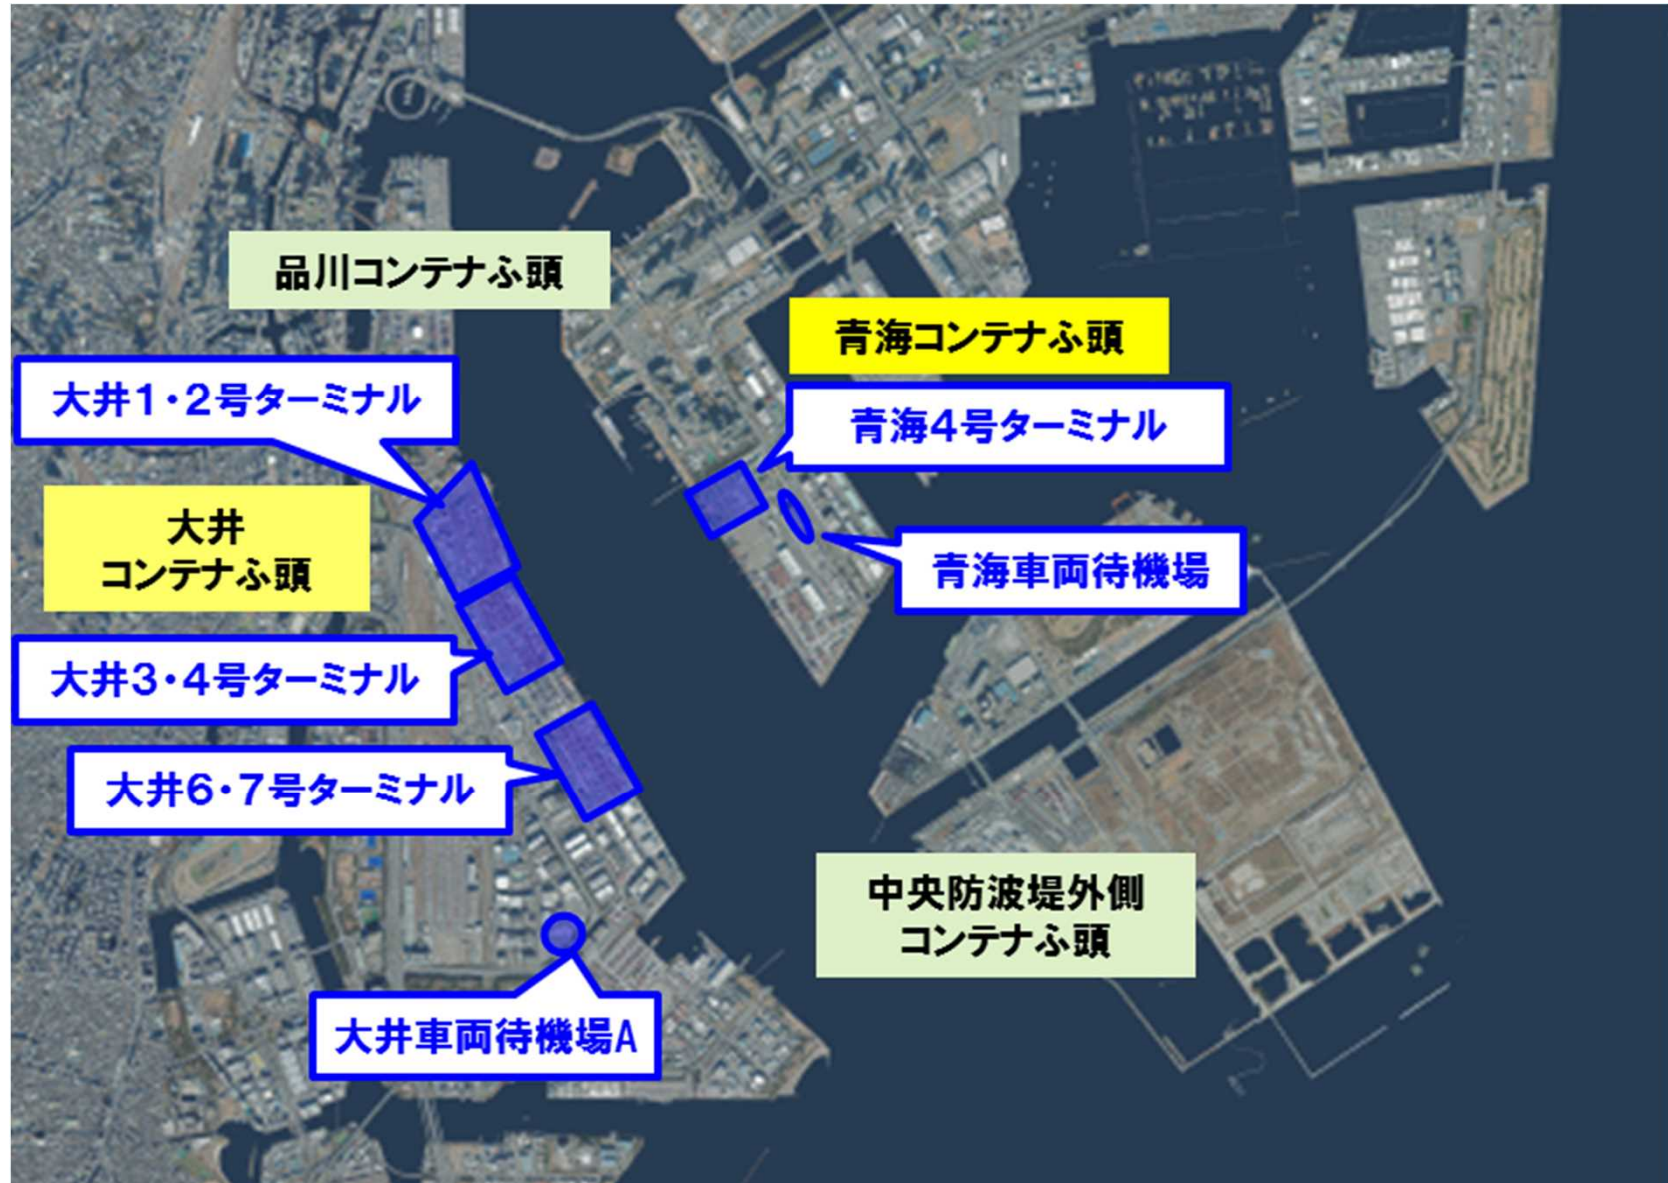 品川コンテナふ頭
青海コンテナふ頭
大井1・2号ターミナル
青海4号ターミナル
大井
コンテナふ頭
青海車両待機場
大井3・4号ターミナル
大井6・7号ターミナル
中央防波堤外側
コンテナふ頭
大井車両待機場A